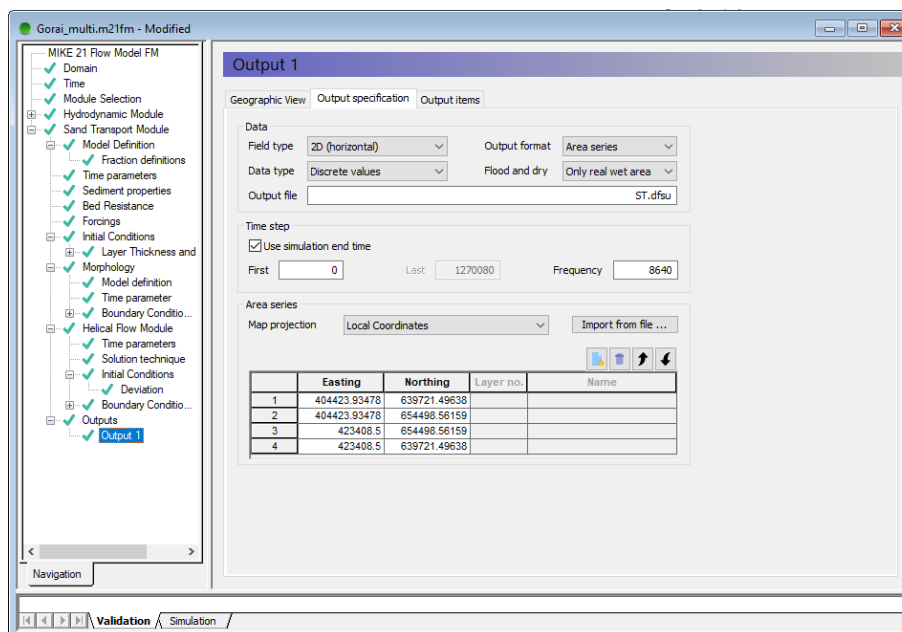 Gorai_multi.m21fm - Modified
MIKE 21 Flow Model FM
Domain
Time
Module Selection
Hydrodynamic Module
Sand Transport Module
Model Definition
Fraction definitions
Time parameters
Sediment properties
Bed Resistance
Forcings
Initial Conditions
Layer Thickness and
Morphology
Model definition
Time parameter
Boundary Conditio...
Helical Flow Module
Time parameters
Solution technique
Initial Conditions
Deviation
Boundary Conditio...
Outputs
Output 1
Navigation
Output 1
Geographic View Output specification Output items
Data
Field type 2D (horizontal) Output format Area series
Data type Discrete values Flood and dry Only real wet area
Output file ST.dfsu
Time step
Use simulation end time
First 0 Last 1270080 Frequency 8640
Area series
Map projection Local Coordinates Import from file ...
Easting Northing Layer no. Name
1 404423.93478 639721.49638
2 404423.93478 654498.56159
3 423408.5 654498.56159
4 423408.5 639721.49638
Validation Simulation